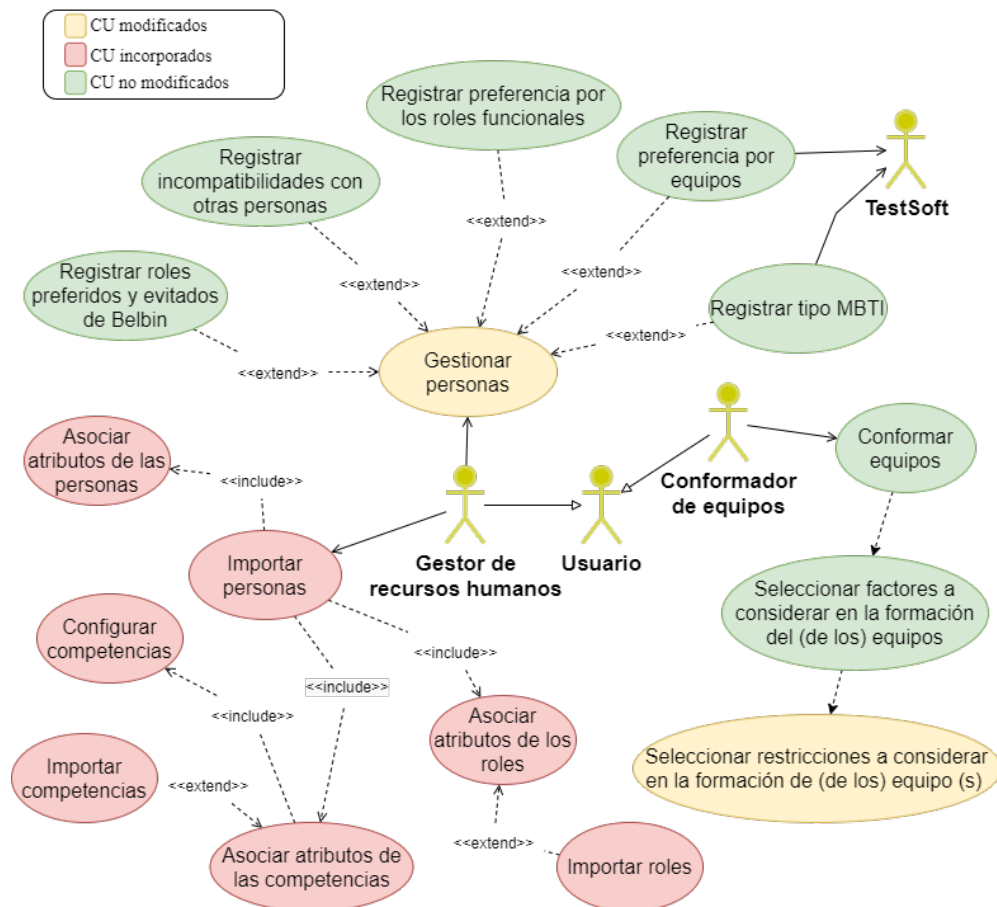 CU modificados
CU incorporados
CU no modificados
Registrar preferencia por
los roles funcionales
Registrar
preferencia por
equipos
TestSoft
Registrar
incompatibilidades con
otras personas
<<extend>>
<<extend>>
<<extend>>
Registrar roles
preferidos y evitados
de Belbin
Registrar tipo MBTI
<<extend>>
<<extend>>
Gestionar
personas
Asociar
atributos de las
personas
Conformar
equipos
Conformador
de equipos
<<include>>
Gestor de
recursos humanos
Usuario
Importar
personas
Seleccionar factores a
considerar en la formación
del (de los) equipos
Configurar
competencias
<<include>>
<<include>>
<<include>>
Asociar
atributos de los
roles
Seleccionar restricciones a considerar
en la formación de (de los) equipo (s)
Importar
competencias
<<extend>>
<<extend>>
Asociar atributos de
las competencias
Importar roles